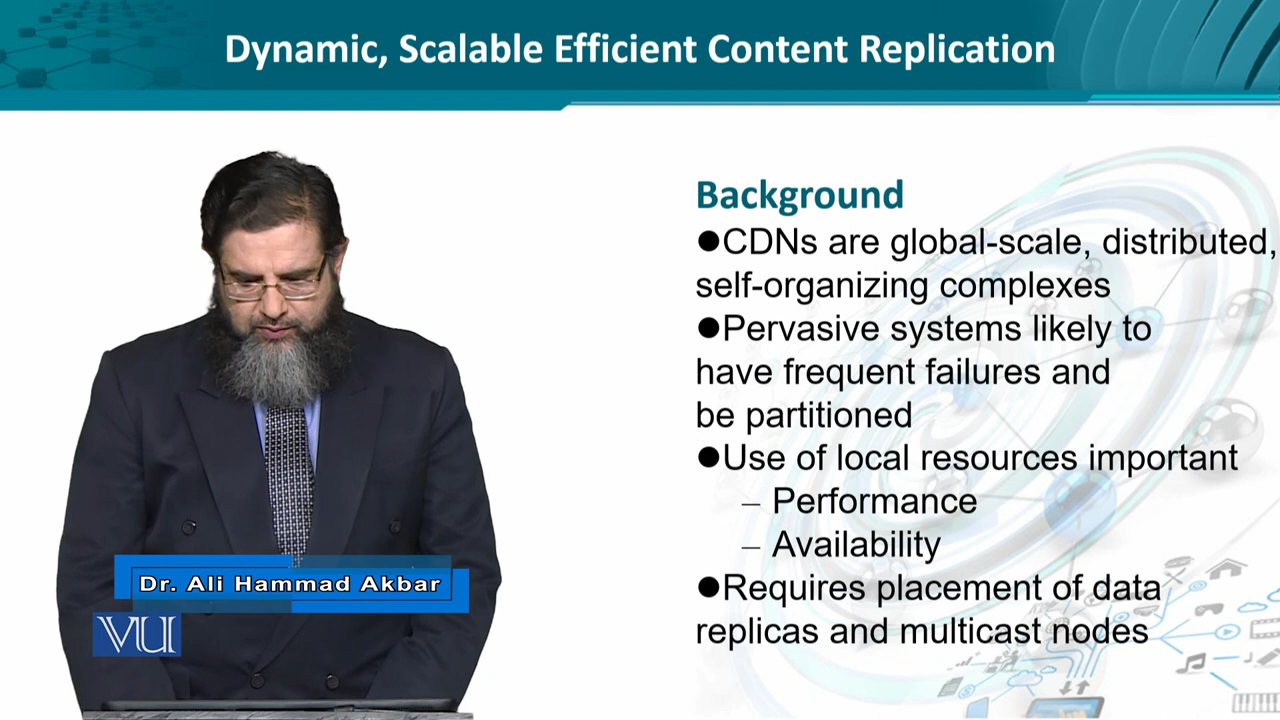 Dynamic, Scalable Efficient Content Replication
Background
●CDNs are global-scale, distributed,
self-organizing complexes
●Pervasive systems likely to
have frequent failures and
be partitioned
●Use of local resources important
– Performance
– Availability
●Requires placement of data
replicas and multicast nodes
Dr. Ali Hammad Akbar
VU